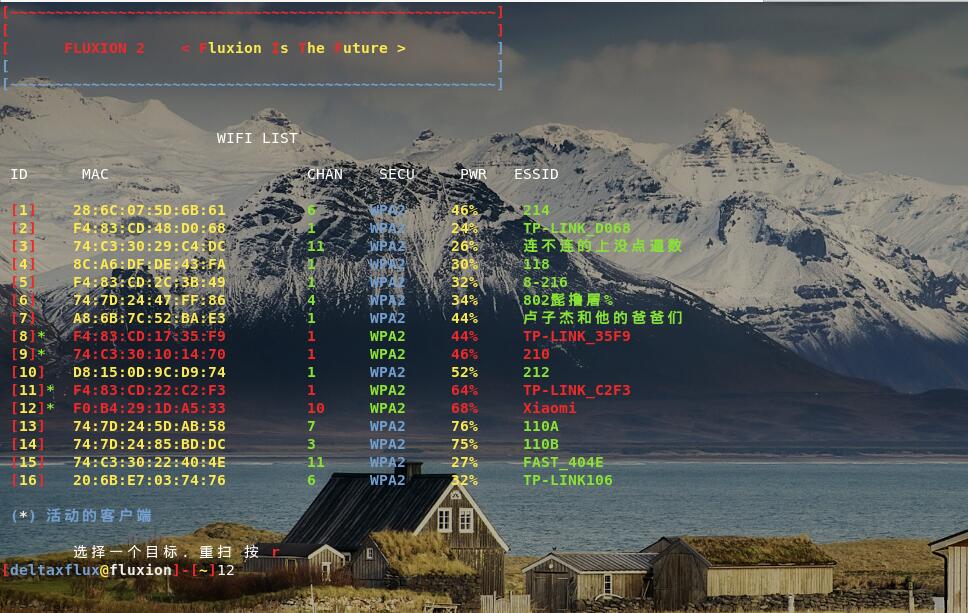 [~~~~~~~~~~~~~~~~~~~~~~~~~~~~~~~~~~~~~~~~~~~~~~~~~~~~~~]
[ ]
[ FLUXION 2 < Fluxion Is The Future > ]
[ ]
[~~~~~~~~~~~~~~~~~~~~~~~~~~~~~~~~~~~~~~~~~~~~~~~~~~~~~~]
WIFI LIST
ID MAC CHAN SECU PWR ESSID
[1] 28:6C:07:5D:6B:61 6 WPA2 46% 214
[2] F4:83:CD:48:D0:68 1 WPA2 24% TP-LINK_D068
[3] 74:C3:30:29:C4:DC 11 WPA2 26% 连不连的上没点逼数
[4] 8C:A6:DF:DE:43:FA 1 WPA2 30% 118
[5] F4:83:CD:2C:3B:49 1 WPA2 32% 8-216
[6] 74:7D:24:47:FF:86 4 WPA2 34% 802
[7] A8:6B:7C:52:BA:E3 1 WPA2 44% 卢子杰和他的爸爸们
[8]* F4:83:CD:17:35:F9 1 WPA2 44% TP-LINK_35F9
[9]* 74:C3:30:10:14:70 1 WPA2 46% 210
[10] D8:15:0D:9C:D9:74 1 WPA2 52% 212
[11]* F4:83:CD:22:C2:F3 1 WPA2 64% TP-LINK_C2F3
[12]* F0:B4:29:1D:A5:33 10 WPA2 68% Xiaomi
[13] 74:7D:24:5D:AB:58 7 WPA2 76% 110A
[14] 74:7D:24:85:BD:DC 3 WPA2 75% 110B
[15] 74:C3:30:22:40:4E 11 WPA2 27% FAST_404E
[16] 20:6B:E7:03:74:76 6 WPA2 32% TP-LINK106
(*) 活动的客户端
选择一个目标. 重扫 按 r
[deltaxflux@fluxion]-[~]12